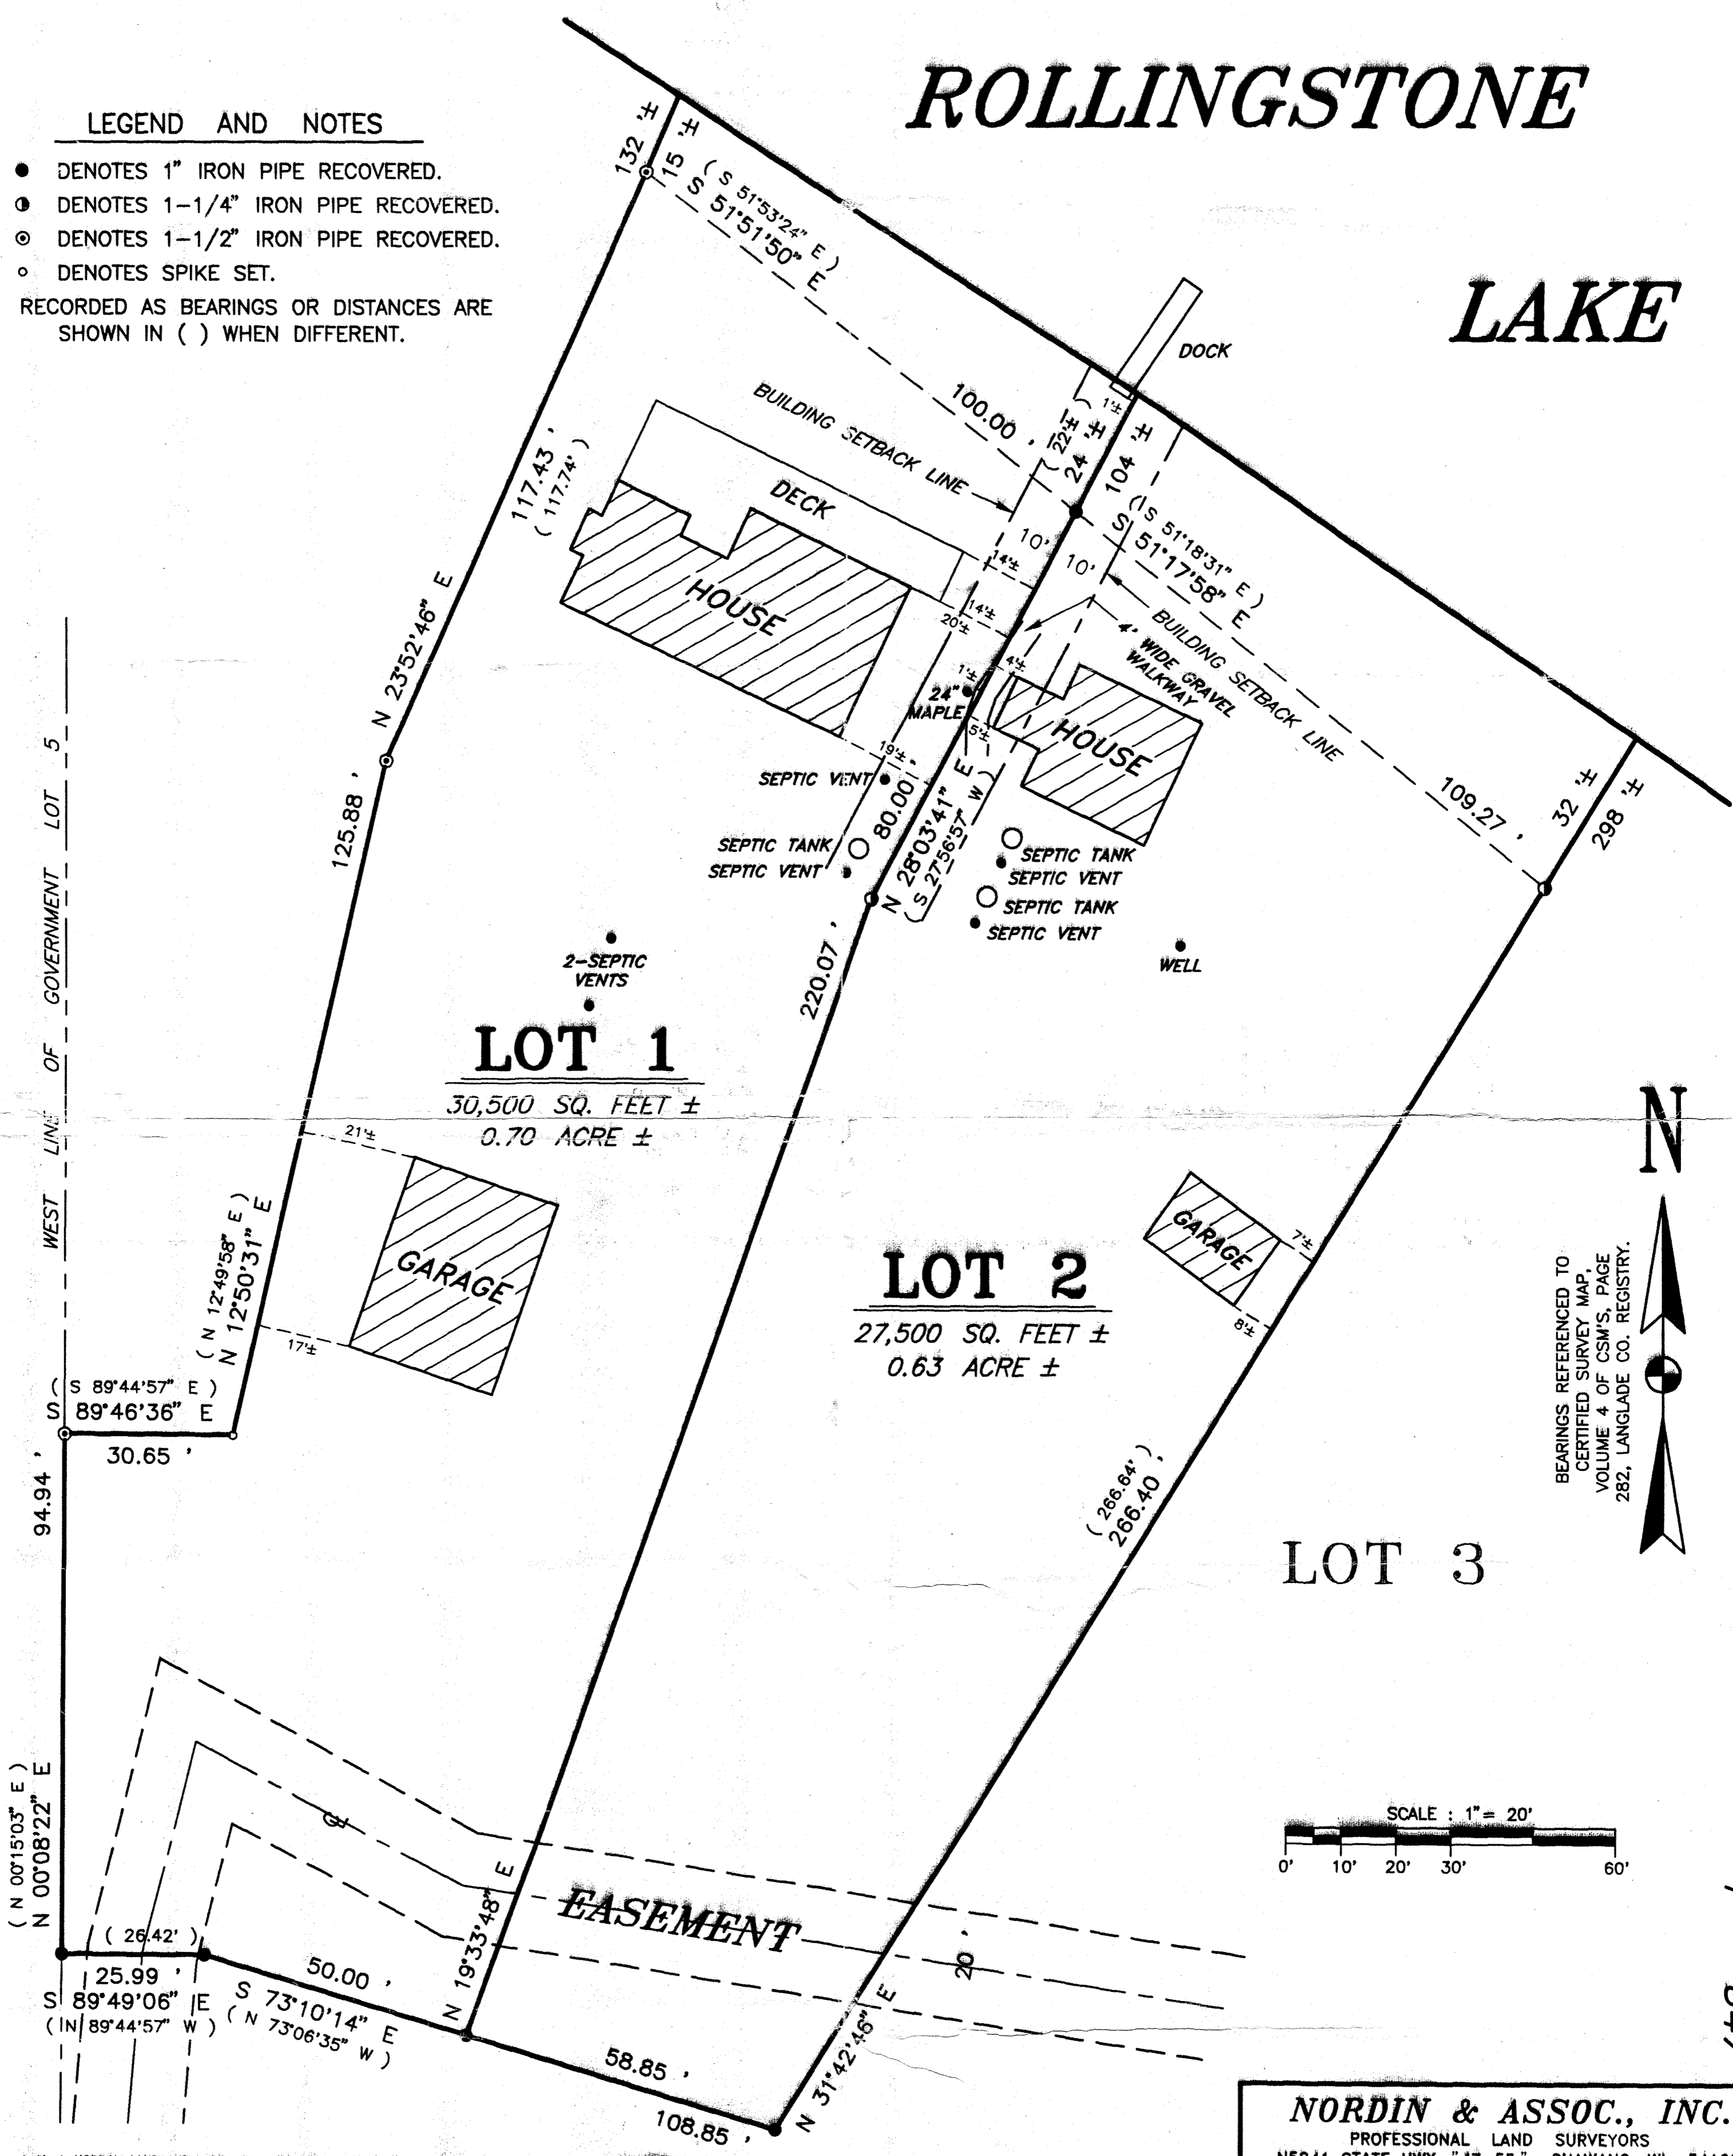 ROLLINGSTONE
LAKE
LEGEND AND NOTES
DENOTES 1" IRON PIPE RECOVERED.
DENOTES 1-1/4" IRON PIPE RECOVERED.
DENOTES 1-1/2" IRON PIPE RECOVERED.
DENOTES SPIKE SET.
RECORDED AS BEARINGS OR DISTANCES ARE
SHOWN IN ( ) WHEN DIFFERENT.
132 '±
15 '±
( S 51°53'24" E )
S 51°51'50" E
100.00 '
DOCK
BUILDING SETBACK LINE
( 22'± )
24 '±
1'±
104 '±
117.43 '
( 117.74' )
DECK
HOUSE
10'
10'
14'±
14'±
20'±
( S 51°18'31" E )
S 51°17'58" E
BUILDING SETBACK LINE
4' WIDE GRAVEL
WALKWAY
109.27 '
32 '±
298 '±
N 23°52'46" E
1'±
4'±
24"
MAPLE
5'±
HOUSE
19'±
SEPTIC VENT
80.00 '
N 28°03'41" E
( S 27°56'57" W )
SEPTIC TANK
SEPTIC VENT
SEPTIC TANK
SEPTIC VENT
SEPTIC TANK
SEPTIC VENT
WELL
125.88 '
WEST LINE OF GOVERNMENT LOT 5
2-SEPTIC
VENTS
220.07 '
LOT 1
30,500 SQ. FEET ±
0.70 ACRE ±
21'±
GARAGE
17'±
( N 12°49'58" E )
N 12°50'31" E
LOT 2
27,500 SQ. FEET ±
0.63 ACRE ±
GARAGE
7'±
8'±
N
BEARINGS REFERENCED TO
CERTIFIED SURVEY MAP,
VOLUME 4 OF CSM'S, PAGE
282, LANGLADE CO. REGISTRY.
( S 89°44'57" E )
S 89°46'36" E
30.65 '
94.94 '
( 266.64' )
266.40 '
LOT 3
( N 00°15'03" E )
N 00°08'22" E
SCALE : 1"= 20'
0' 10' 20' 30' 60'
EASEMENT
20 '
( 26.42' )
25.99 '
S 89°49'06" E
( N 89°44'57" W )
50.00 '
S 73°10'14" E
( N 73°06'35" W )
N 19°33'48" E
58.85 '
108.85 '
N 31°42'46" E
NORDIN & ASSOC., INC.
PROFESSIONAL LAND SURVEYORS